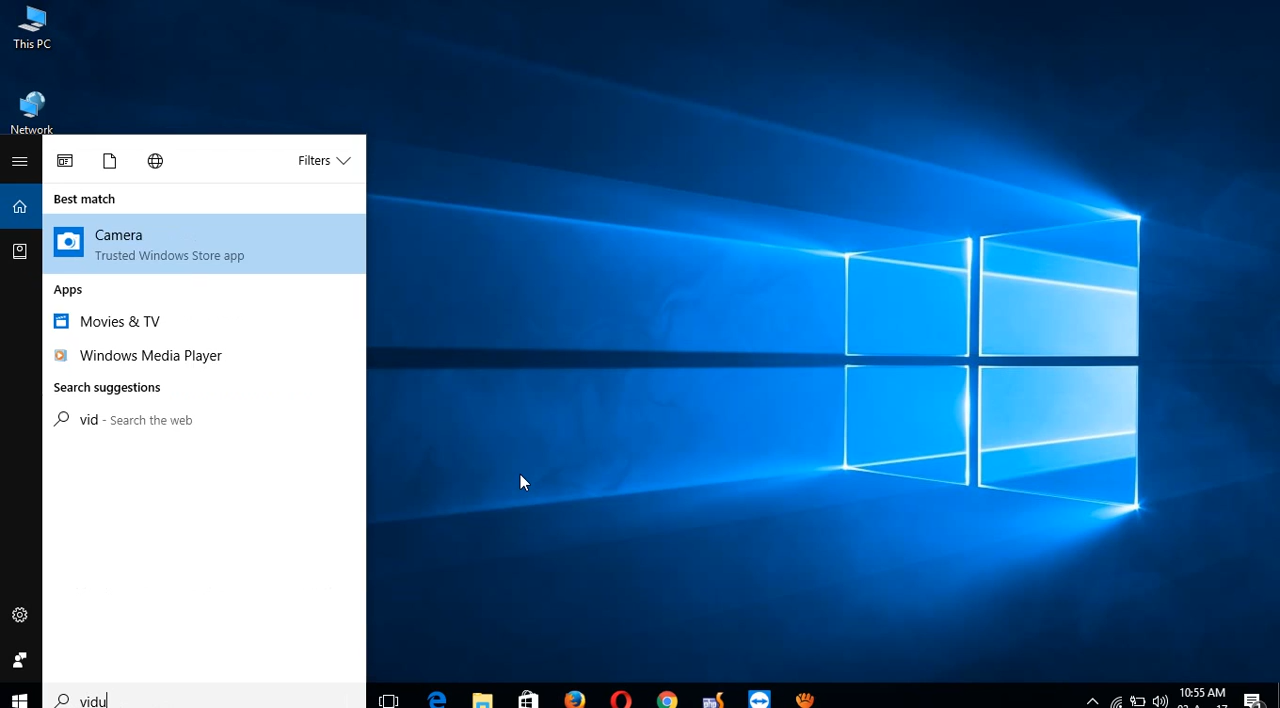 This PC
Network
Filters
Best match
Camera
Trusted Windows Store app
Apps
Movies & TV
Windows Media Player
Search suggestions
vid - Search the web
vidu
10:55 AM